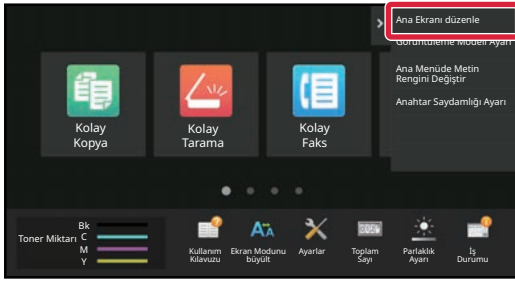 Ana Ekranı düzenle
Görüntüleme Modeli Ayarı
Ana Menüde Metin
Rengini Değiştir
Anahtar Saydamlığı Ayarı
Kolay
Kopya
Kolay
Tarama
Kolay
Faks
Toner Miktarı
Bk
C
M
Y
Kullanım
Kılavuzu
Ekran Modunu
büyült
Ayarlar
Toplam
Sayı
Parlaklık
Ayarı
İş
Durumu